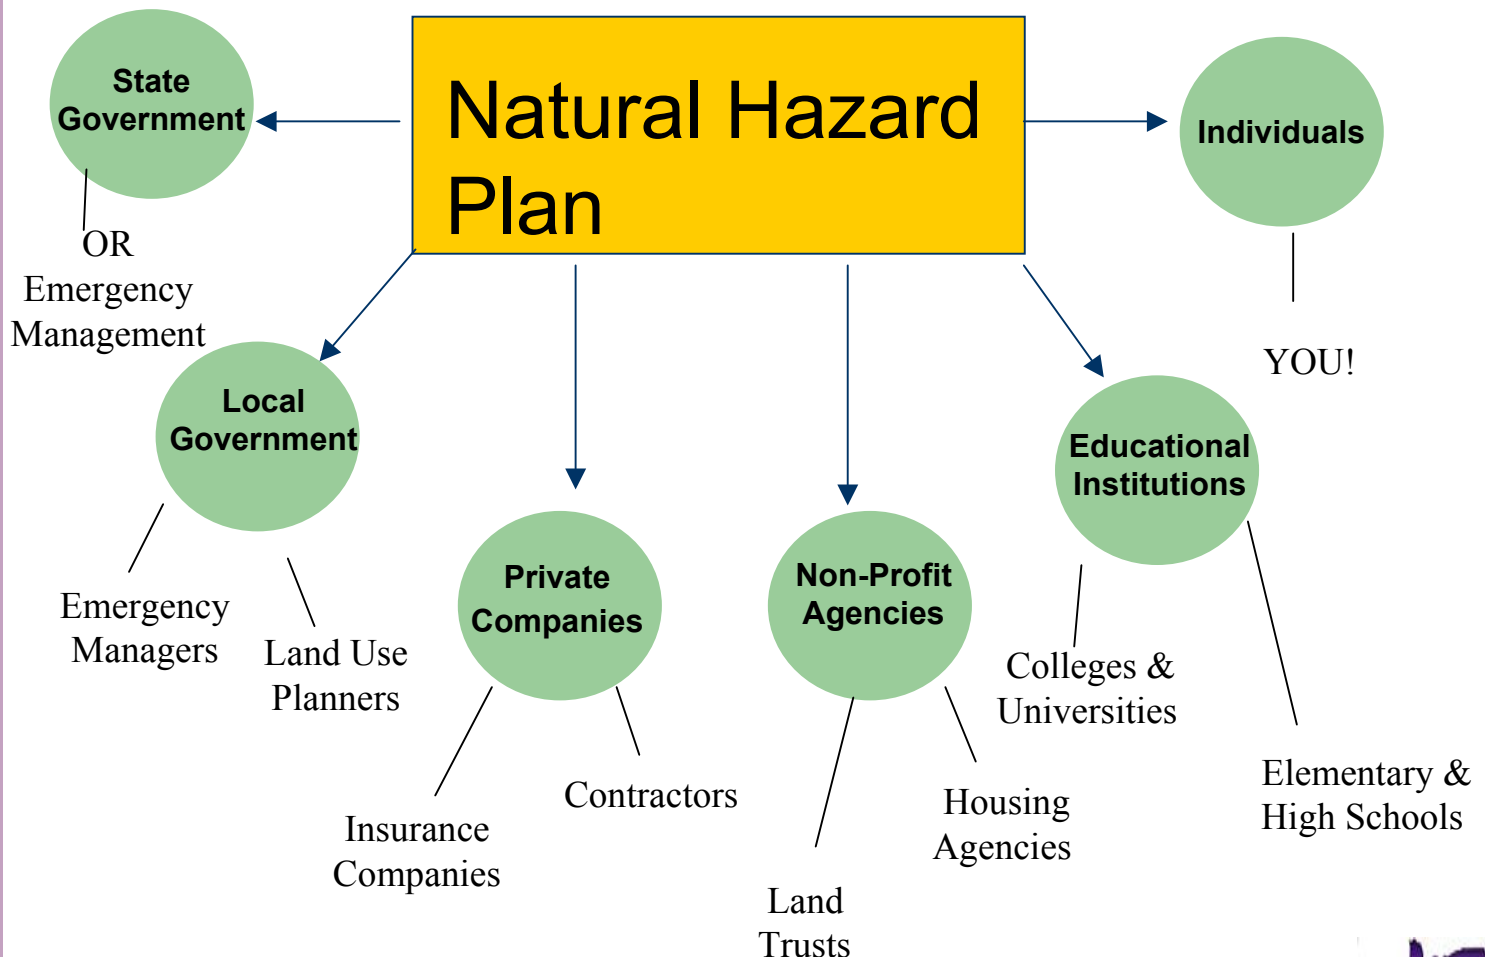 Natural Hazard
Plan
State
Government
OR
Emergency
Management
Local
Government
Emergency
Managers
Land Use
Planners
Private
Companies
Insurance
Companies
Contractors
Non-Profit
Agencies
Land
Trusts
Housing
Agencies
Educational
Institutions
Colleges &
Universities
Elementary &
High Schools
Individuals
YOU!